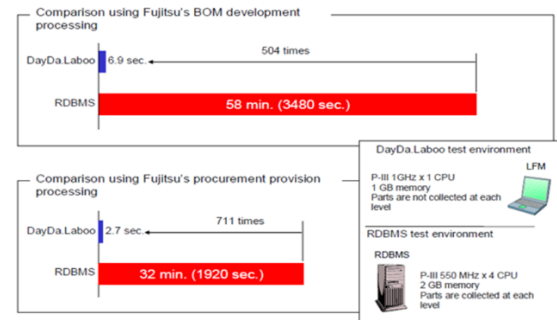 Comparison using Fujitsu's BOM development
processing
504 times
DayDa.Laboo
6.9 sec.
RDBMS
58 min. (3480 sec.)
Comparison using Fujitsu's procurement provision
processing
711 times
DayDa.Laboo
2.7 sec.
RDBMS
32 min. (1920 sec.)
DayDa.Laboo test environment
LFM
P-III 1GHz x 1 CPU
1 GB memory
Parts are not collected at each
level
RDBMS test environment
RDBMS
P-III 550 MHz x 4 CPU
2 GB memory
Parts are collected at each
level